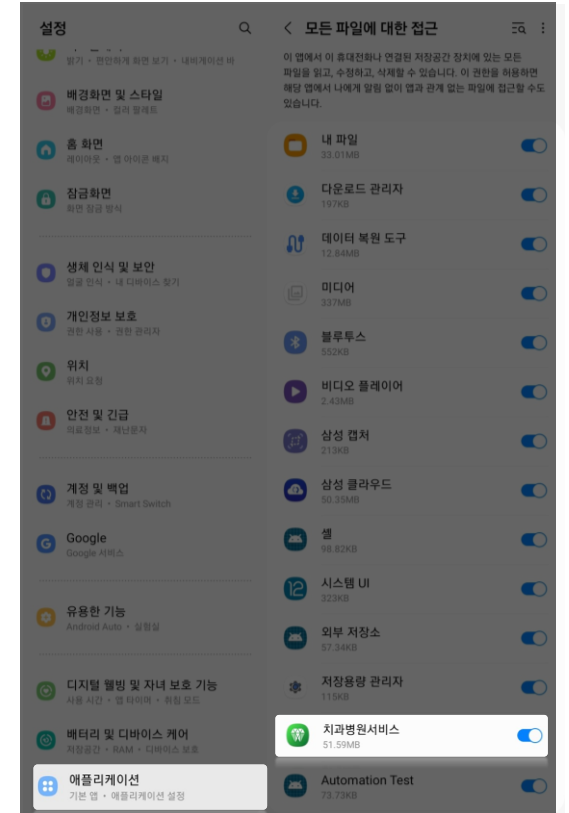 설정
밝기 • 편안하게 화면 보기 • 내비게이션 바
배경화면 및 스타일
배경화면 • 컬러 팔레트
홈 화면
레이아웃 • 앱 아이콘 배지
잠금화면
화면 잠금 방식
생체 인식 및 보안
얼굴 인식 • 내 디바이스 찾기
개인정보 보호
권한 사용 • 권한 관리자
위치
위치 요청
안전 및 긴급
의료정보 • 재난문자
계정 및 백업
계정 관리 • Smart Switch
Google
Google 서비스
유용한 기능
Android Auto • 실험실
디지털 웰빙 및 자녀 보호 기능
사용 시간 • 앱 타이머 • 취침 모드
배터리 및 디바이스 케어
저장공간 • RAM • 디바이스 보호
애플리케이션
기본 앱 • 애플리케이션 설정
모든 파일에 대한 접근
이 앱에서 이 휴대전화나 연결된 저장공간 장치에 있는 모든
파일을 읽고, 수정하고, 삭제할 수 있습니다. 이 권한을 허용하면
해당 앱에서 나에게 알림 없이 앱과 관계 없는 파일에 접근할 수도
있습니다.
내 파일
33.01MB
다운로드 관리자
197KB
데이터 복원 도구
12.84MB
미디어
337MB
블루투스
552KB
비디오 플레이어
2.43MB
삼성 캡처
213KB
삼성 클라우드
50.35MB
셸
98.82KB
시스템 UI
323KB
외부 저장소
57.34KB
저장용량 관리자
115KB
치과병원서비스
51.59MB
Automation Test
73.73KB